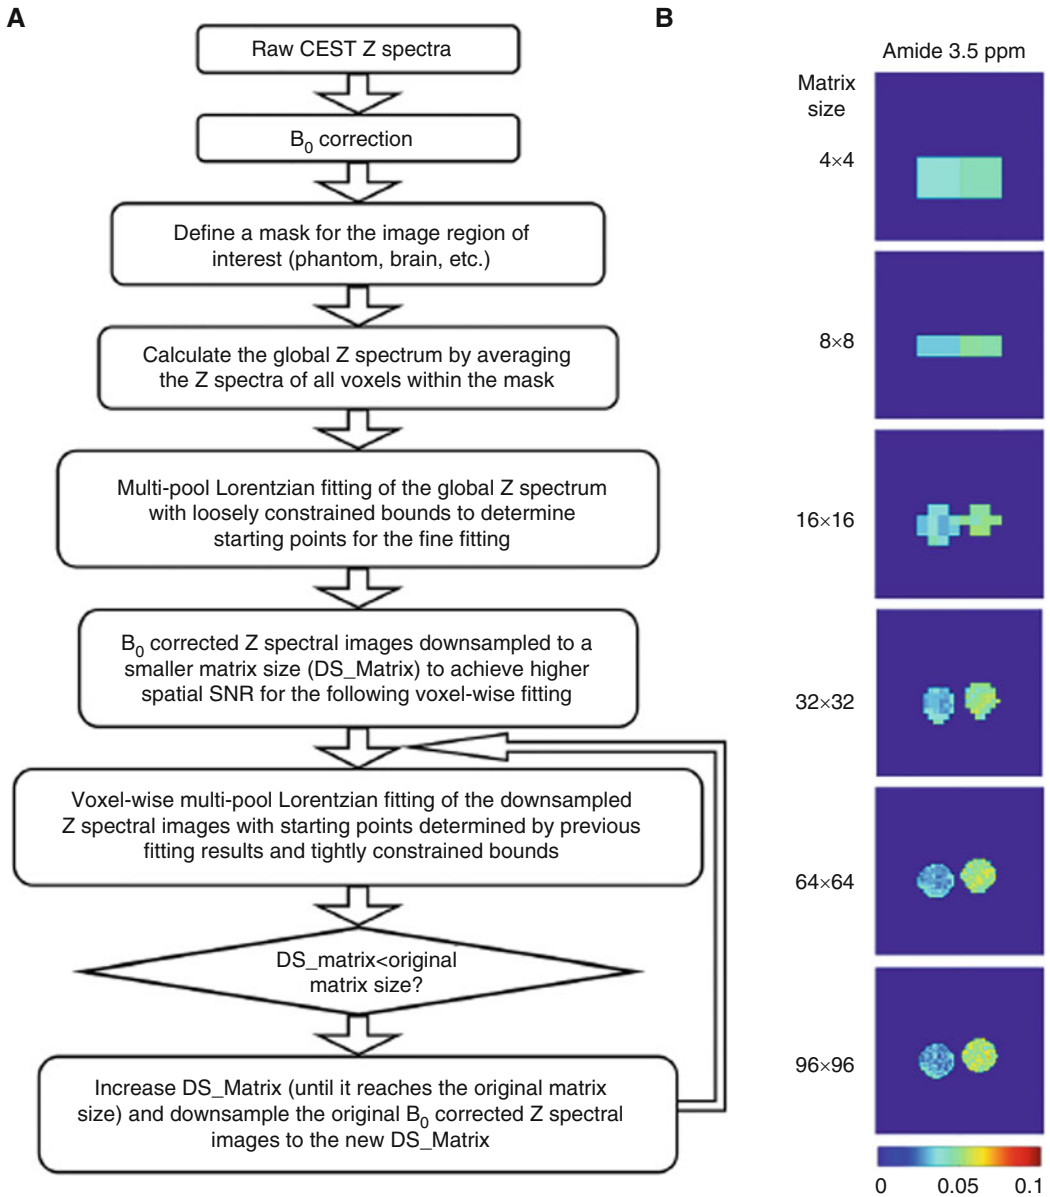 A
Raw CEST Z spectra
B0 correction
Define a mask for the image region of
interest (phantom, brain, etc.)
Calculate the global Z spectrum by averaging
the Z spectra of all voxels within the mask
Multi-pool Lorentzian fitting of the global Z spectrum
with loosely constrained bounds to determine
starting points for the fine fitting
B0 corrected Z spectral images downsampled to a
smaller matrix size (DS_Matrix) to achieve higher
spatial SNR for the following voxel-wise fitting
Voxel-wise multi-pool Lorentzian fitting of the downsampled
Z spectral images with starting points determined by previous
fitting results and tightly constrained bounds
DS_matrix<original
matrix size?
Increase DS_Matrix (until it reaches the original matrix
size) and downsample the original B0 corrected Z spectral
images to the new DS_Matrix
B
Amide 3.5 ppm
Matrix
size
4×4
8×8
16×16
32×32
64×64
96×96
0 0.05 0.1